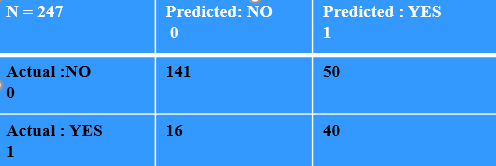 N = 247 Predicted: NO Predicted : YES
0 1
Actual :NO 141 50
0
Actual : YES 16 40
1